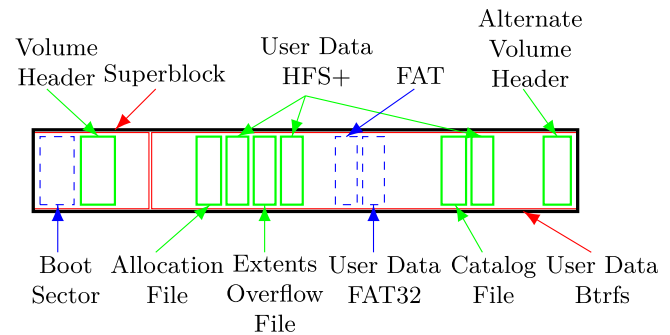 Volume
Header
Superblock
User Data
HFS+
FAT
Alternate
Volume
Header
Boot
Sector
Allocation
File
Extents
Overflow
File
User Data
FAT32
Catalog
File
User Data
Btrfs